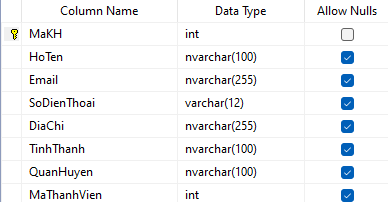 Column Name Data Type Allow Nulls
MaKH int
HoTen nvarchar(100)
Email nvarchar(255)
SoDienThoai varchar(12)
DiaChi nvarchar(255)
TinhThanh nvarchar(100)
QuanHuyen nvarchar(100)
MaThanhVien int